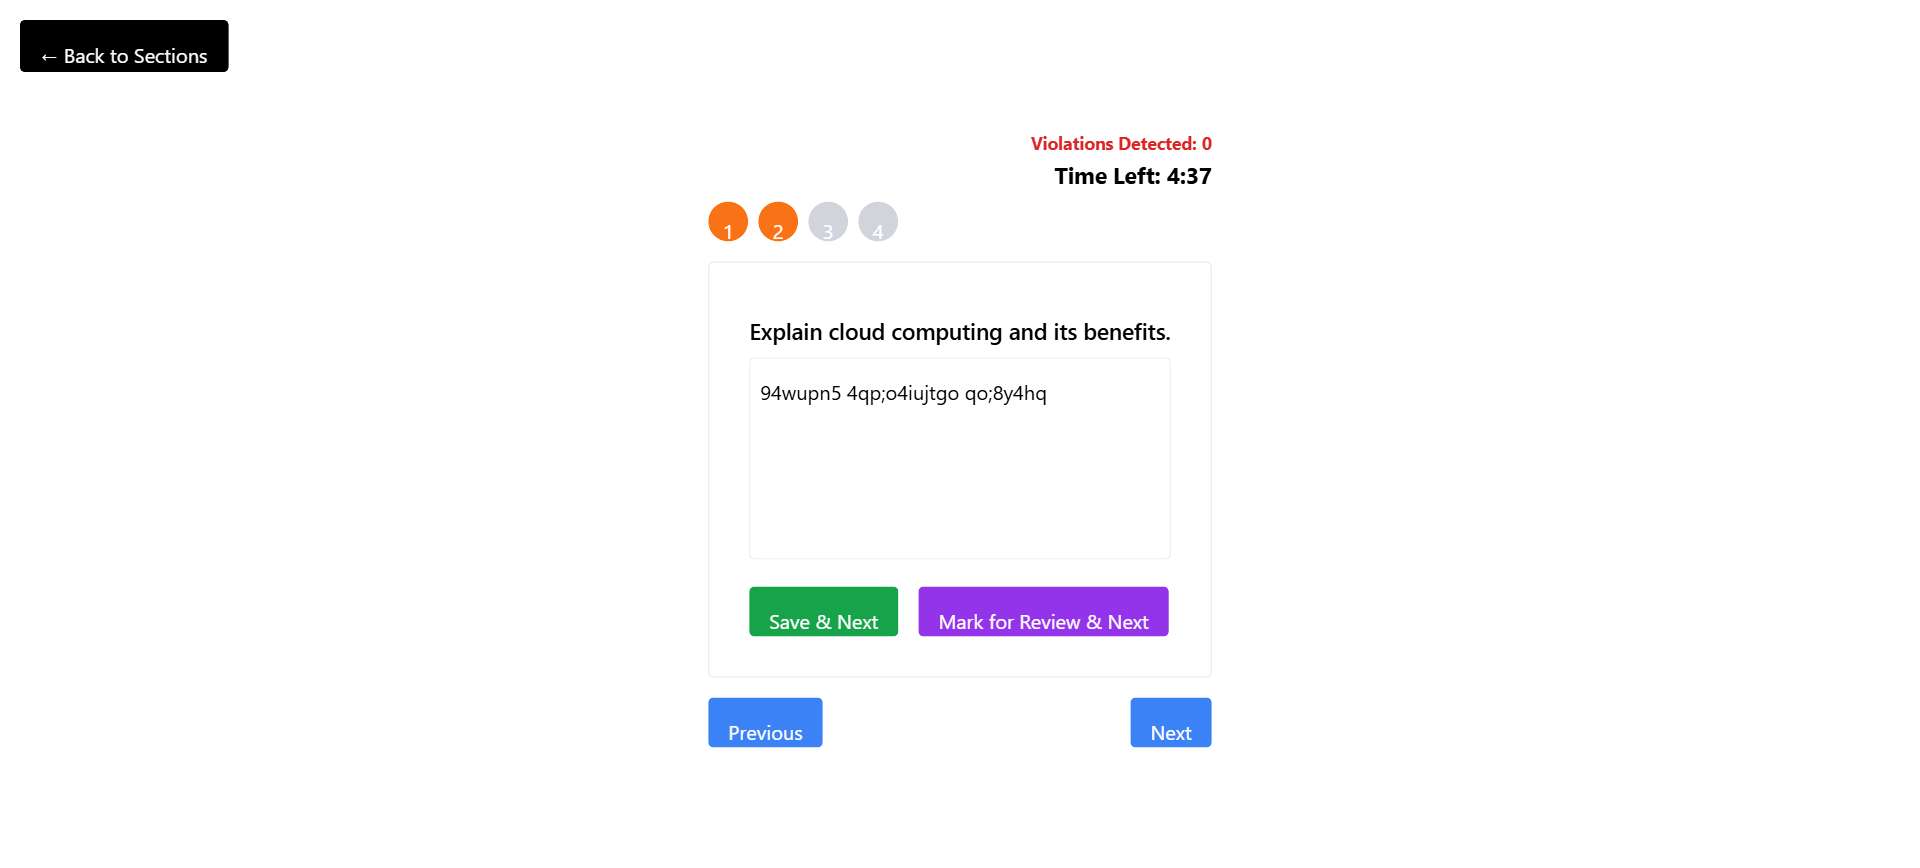 ← Back to Sections
Violations Detected: 0
Time Left: 4:37
1 2 3 4
Explain cloud computing and its benefits.
94wupn5 4qp;o4iujtgo qo;8y4hq
Save & Next Mark for Review & Next
Previous Next